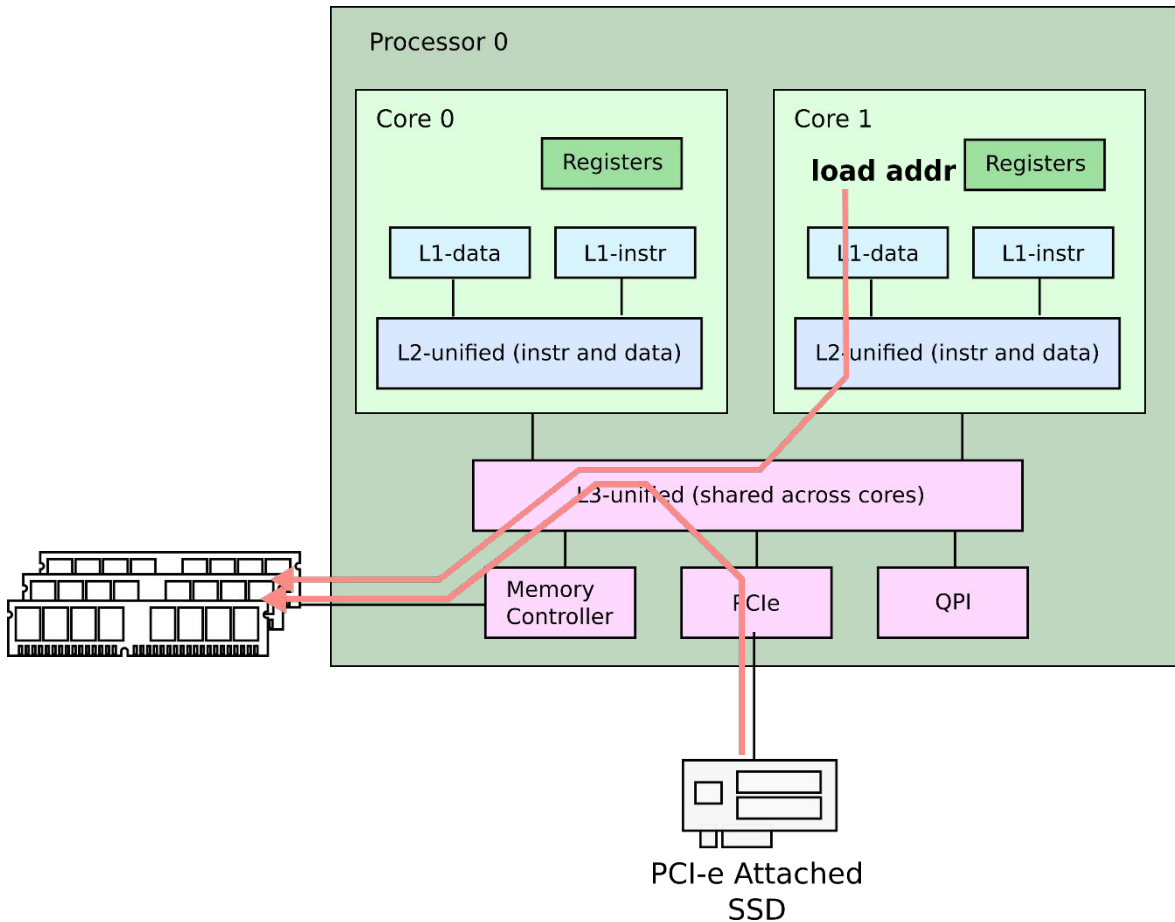 Processor 0
Core 0
Core 1
Registers
load addr
Registers
L1-data
L1-instr
L1-data
L1-instr
L2-unified (instr and data)
L2-unified (instr and data)
L3-unified (shared across cores)
Memory
Controller
PCIe
QPI
PCI-e Attached
SSD